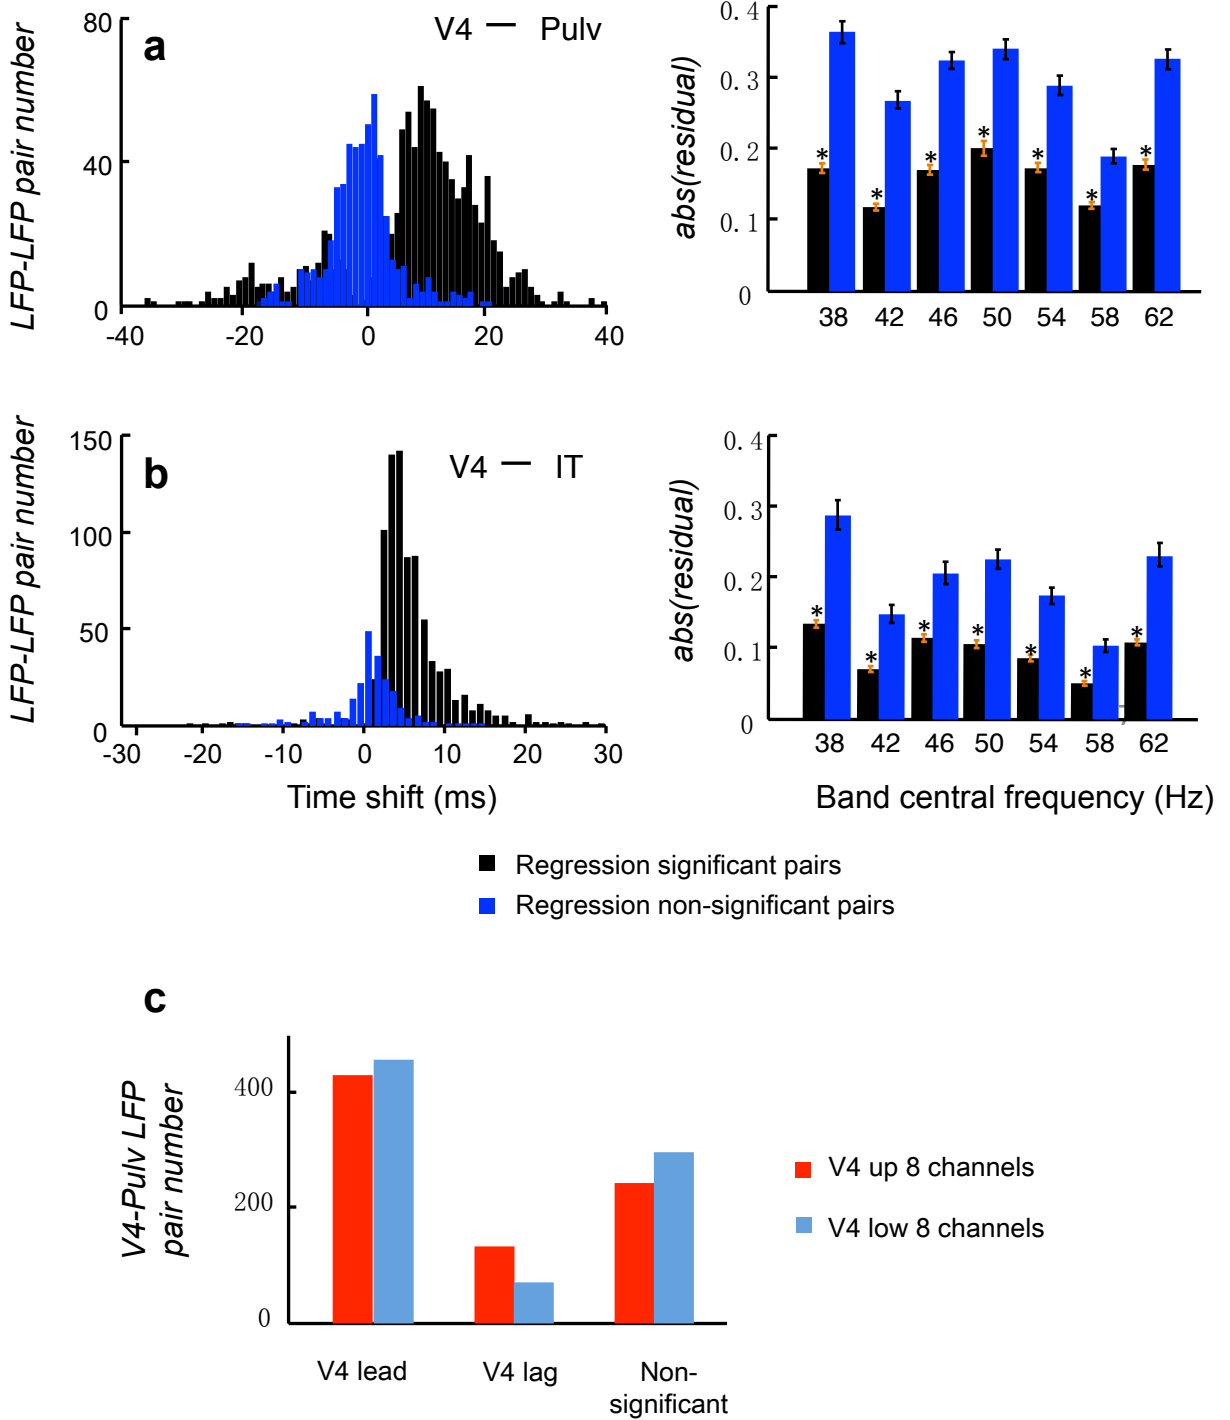 a
V4 — Pulv
LFP-LFP pair number
80
40
0
-40 -20 0 20 40
abs(residual)
0.4
0.3
0.2
0.1
0
* * * * * * *
38 42 46 50 54 58 62
b
V4 — IT
LFP-LFP pair number
150
100
50
0
-30 -20 -10 0 10 20 30
Time shift (ms)
abs(residual)
0.4
0.3
0.2
0.1
0
* * * * * * *
38 42 46 50 54 58 62
Band central frequency (Hz)
Regression significant pairs
Regression non-significant pairs
c
V4-Pulv LFP
pair number
400
200
0
V4 lead V4 lag Non-
significant
V4 up 8 channels
V4 low 8 channels